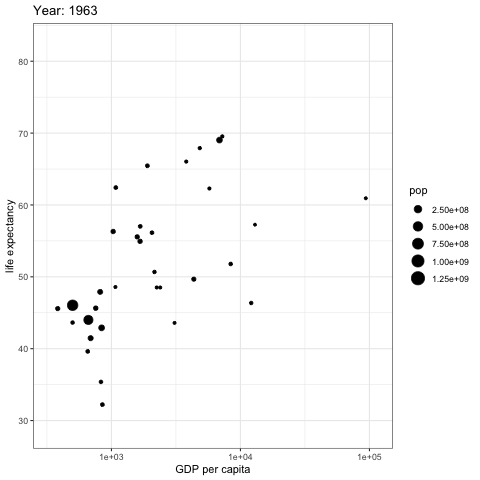 Year: 1963
80
70
60
50
40
30
life expectancy
1e+03
1e+04
1e+05
GDP per capita
pop
2.50e+08
5.00e+08
7.50e+08
1.00e+09
1.25e+09